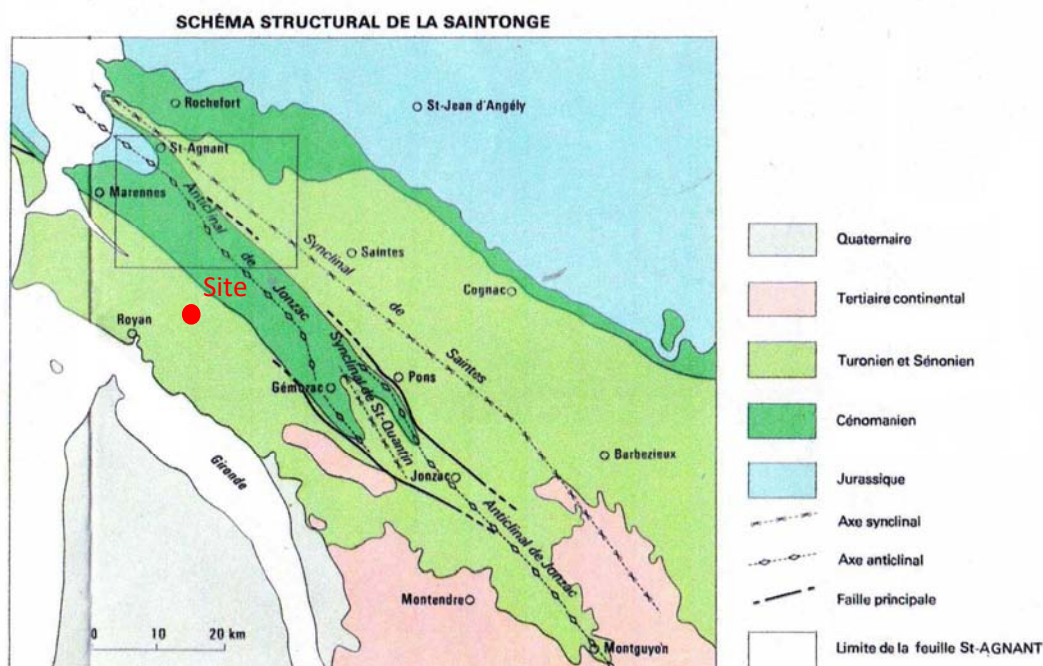 SCHÉMA STRUCTURAL DE LA SAINTONGE
Rochefort
St-Jean d'Angély
St-Agnant
Marennes
Anticlinal de Jonzac
Synclinal de Saintes
Saintes
Cognac
Site
Royan
Synclinal de St-Quantin
Pons
Gémozac
Barbezieux
Gironde
Jonzac
Anticlinal de Jonzac
Montendre
0 10 20 km
Montguyon
Quaternaire
Tertiaire continental
Turonien et Sénonien
Cénomanien
Jurassique
Axe synclinal
Axe anticlinal
Faille principale
Limite de la feuille St-AGNANT